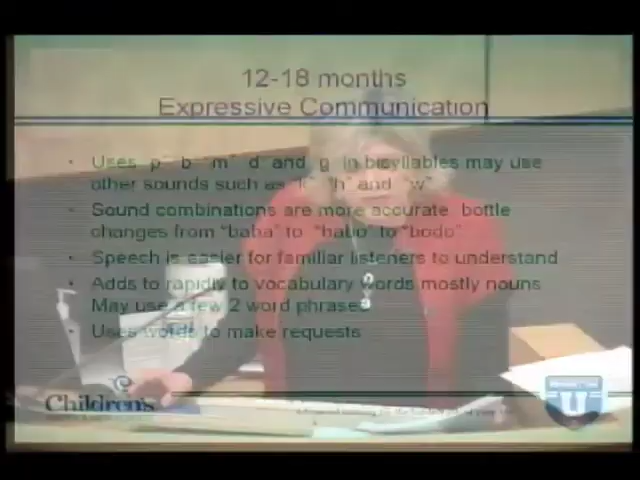 12-18 months
Expressive Communication
• Uses "p" "b" "m" "d" and "g" in bisyllables may use
other sounds such as "h" and "w"
• Sound combinations are more accurate bottle
changes from "baba" to to "bodo"
• Speech is easier for familiar listeners to understand
• Adds to rapidly to vocabulary words mostly nouns
May use a few 2 word phrases
• Uses words to make requests
Children's
U